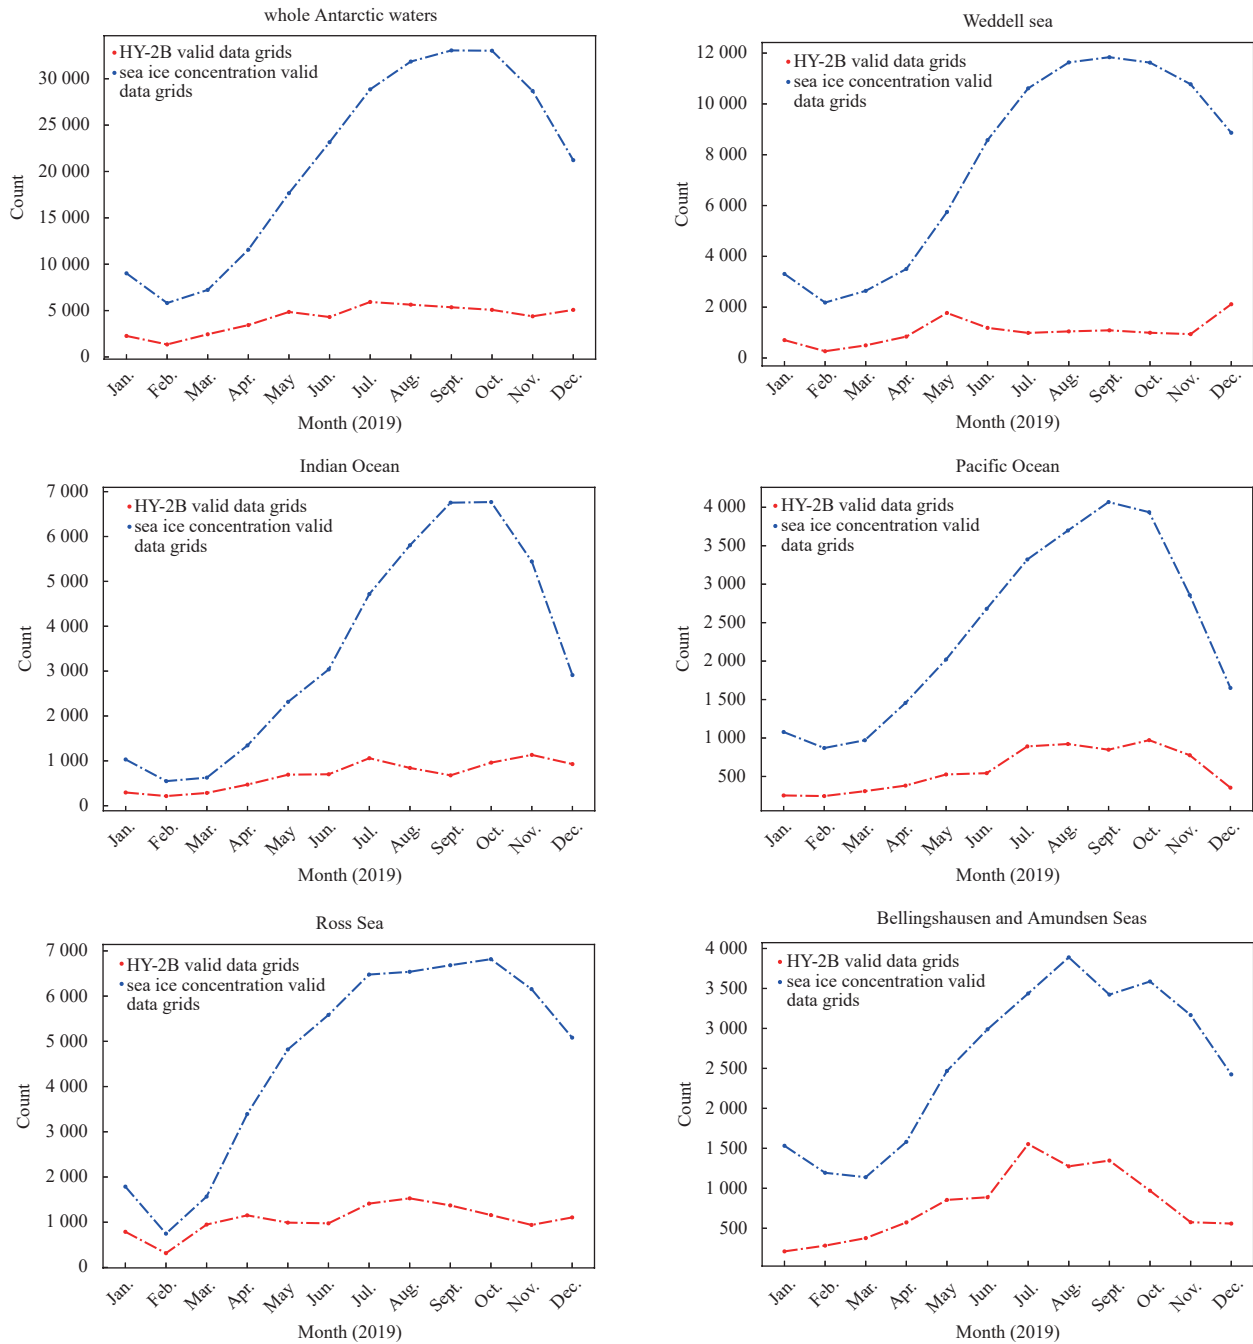 whole Antarctic waters
HY-2B valid data grids
sea ice concentration valid
data grids
30 000
25 000
20 000
15 000
10 000
5 000
0
Count
Jan.
Feb.
Mar.
Apr.
May
Jun.
Jul.
Aug.
Sept.
Oct.
Nov.
Dec.
Month (2019)
Weddell sea
HY-2B valid data grids
sea ice concentration valid
data grids
12 000
10 000
8 000
6 000
4 000
2 000
0
Count
Jan.
Feb.
Mar.
Apr.
May
Jun.
Jul.
Aug.
Sept.
Oct.
Nov.
Dec.
Month (2019)
Indian Ocean
HY-2B valid data grids
sea ice concentration valid
data grids
7 000
6 000
5 000
4 000
3 000
2 000
1 000
0
Count
Jan.
Feb.
Mar.
Apr.
May
Jun.
Jul.
Aug.
Sept.
Oct.
Nov.
Dec.
Month (2019)
Pacific Ocean
HY-2B valid data grids
sea ice concentration valid
data grids
4 000
3 500
3 000
2 500
2 000
1 500
1 000
500
Count
Jan.
Feb.
Mar.
Apr.
May
Jun.
Jul.
Aug.
Sept.
Oct.
Nov.
Dec.
Month (2019)
Ross Sea
HY-2B valid data grids
sea ice concentration valid
data grids
7 000
6 000
5 000
4 000
3 000
2 000
1 000
0
Count
Jan.
Feb.
Mar.
Apr.
May
Jun.
Jul.
Aug.
Sept.
Oct.
Nov.
Dec.
Month (2019)
Bellingshausen and Amundsen Seas
HY-2B valid data grids
sea ice concentration valid
data grids
4 000
3 500
3 000
2 500
2 000
1 500
1 000
500
Count
Jan.
Feb.
Mar.
Apr.
May
Jun.
Jul.
Aug.
Sept.
Oct.
Nov.
Dec.
Month (2019)